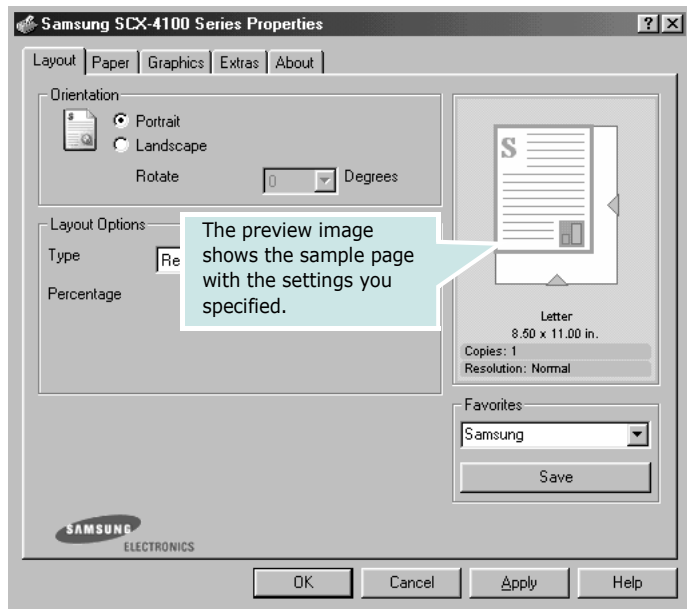 Samsung SCX-4100 Series Properties
Layout Paper Graphics Extras About
Orientation
Portrait
Landscape
Rotate 0 Degrees
Layout Options
Type Re
Percentage
The preview image
shows the sample page
with the settings you
specified.
S
Letter
8.50 x 11.00 in.
Copies: 1
Resolution: Normal
Favorites
Samsung
Save
SAMSUNG
ELECTRONICS
OK Cancel Apply Help